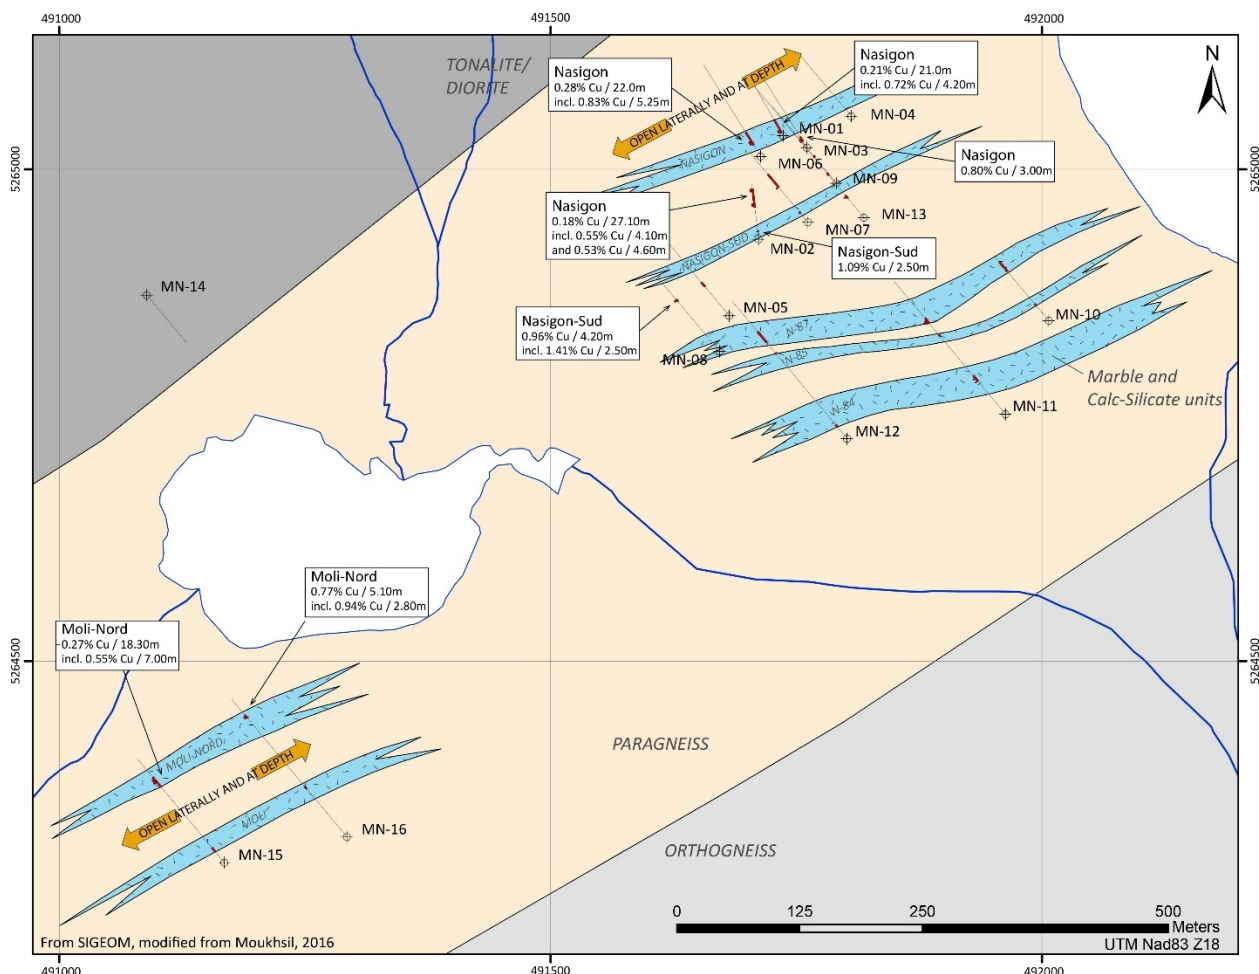 491000
491500
492000
N
TONALITE/
DIORITE
Nasigon
0.28% Cu / 22.0m
incl. 0.83% Cu / 5.25m
Nasigon
0.21% Cu / 21.0m
incl. 0.72% Cu / 4.20m
OPEN LATERALLY AND AT DEPTH
MN-04
MN-01
MN-03
MN-06
NASIGON
Nasigon
0.80% Cu / 3.00m
5265000
5265000
MN-09
MN-13
MN-07
MN-02
NASIGON-SUD
Nasigon
0.18% Cu / 27.10m
incl. 0.55% Cu / 4.10m
and 0.53% Cu / 4.60m
Nasigon-Sud
1.09% Cu / 2.50m
MN-14
MN-05
MN-10
Nasigon-Sud
0.96% Cu / 4.20m
incl. 1.41% Cu / 2.50m
N-87
N-85
MN-08
Marble and
Calc-Silicate units
N-84
MN-11
MN-12
Moli-Nord
0.77% Cu / 5.10m
incl. 0.94% Cu / 2.80m
Moli-Nord
0.27% Cu / 18.30m
incl. 0.55% Cu / 7.00m
5264500
5264500
MOLI-NORD
OPEN LATERALLY AND AT DEPTH
MOLI
PARAGNEISS
MN-16
MN-15
ORTHOGNEISS
0
125
250
500
Meters
UTM Nad83 Z18
From SIGEOM, modified from Moukhsil, 2016
491000
491500
492000